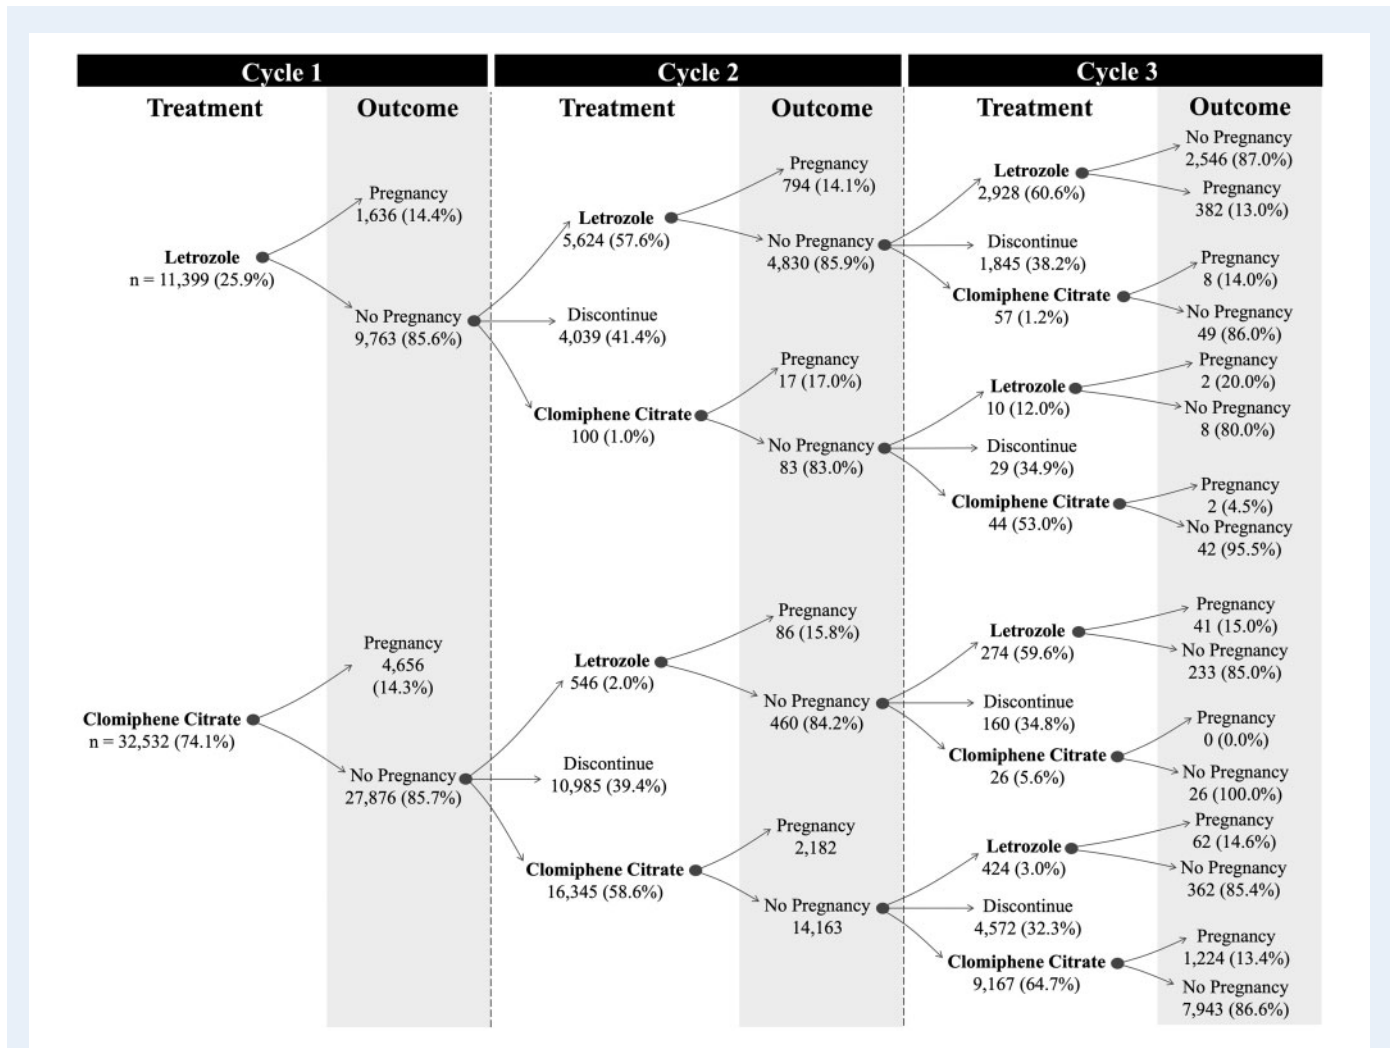 Cycle 1
Cycle 2
Cycle 3
Treatment
Outcome
Treatment
Outcome
Treatment
Outcome
Letrozole
n = 11,399 (25.9%)
Pregnancy
1,636 (14.4%)
No Pregnancy
9,763 (85.6%)
Letrozole
5,624 (57.6%)
Discontinue
4,039 (41.4%)
Clomiphene Citrate
100 (1.0%)
Pregnancy
794 (14.1%)
No Pregnancy
4,830 (85.9%)
Pregnancy
17 (17.0%)
No Pregnancy
83 (83.0%)
Letrozole
2,928 (60.6%)
Discontinue
1,845 (38.2%)
Clomiphene Citrate
57 (1.2%)
Letrozole
10 (12.0%)
Discontinue
29 (34.9%)
Clomiphene Citrate
44 (53.0%)
No Pregnancy
2,546 (87.0%)
Pregnancy
382 (13.0%)
Pregnancy
8 (14.0%)
No Pregnancy
49 (86.0%)
Pregnancy
2 (20.0%)
No Pregnancy
8 (80.0%)
Pregnancy
2 (4.5%)
No Pregnancy
42 (95.5%)
Clomiphene Citrate
n = 32,532 (74.1%)
Pregnancy
4,656
(14.3%)
No Pregnancy
27,876 (85.7%)
Letrozole
546 (2.0%)
Discontinue
10,985 (39.4%)
Clomiphene Citrate
16,345 (58.6%)
Pregnancy
86 (15.8%)
No Pregnancy
460 (84.2%)
Pregnancy
2,182
No Pregnancy
14,163
Letrozole
274 (59.6%)
Discontinue
160 (34.8%)
Clomiphene Citrate
26 (5.6%)
Letrozole
424 (3.0%)
Discontinue
4,572 (32.3%)
Clomiphene Citrate
9,167 (64.7%)
Pregnancy
41 (15.0%)
No Pregnancy
233 (85.0%)
Pregnancy
0 (0.0%)
No Pregnancy
26 (100.0%)
Pregnancy
62 (14.6%)
No Pregnancy
362 (85.4%)
Pregnancy
1,224 (13.4%)
No Pregnancy
7,943 (86.6%)